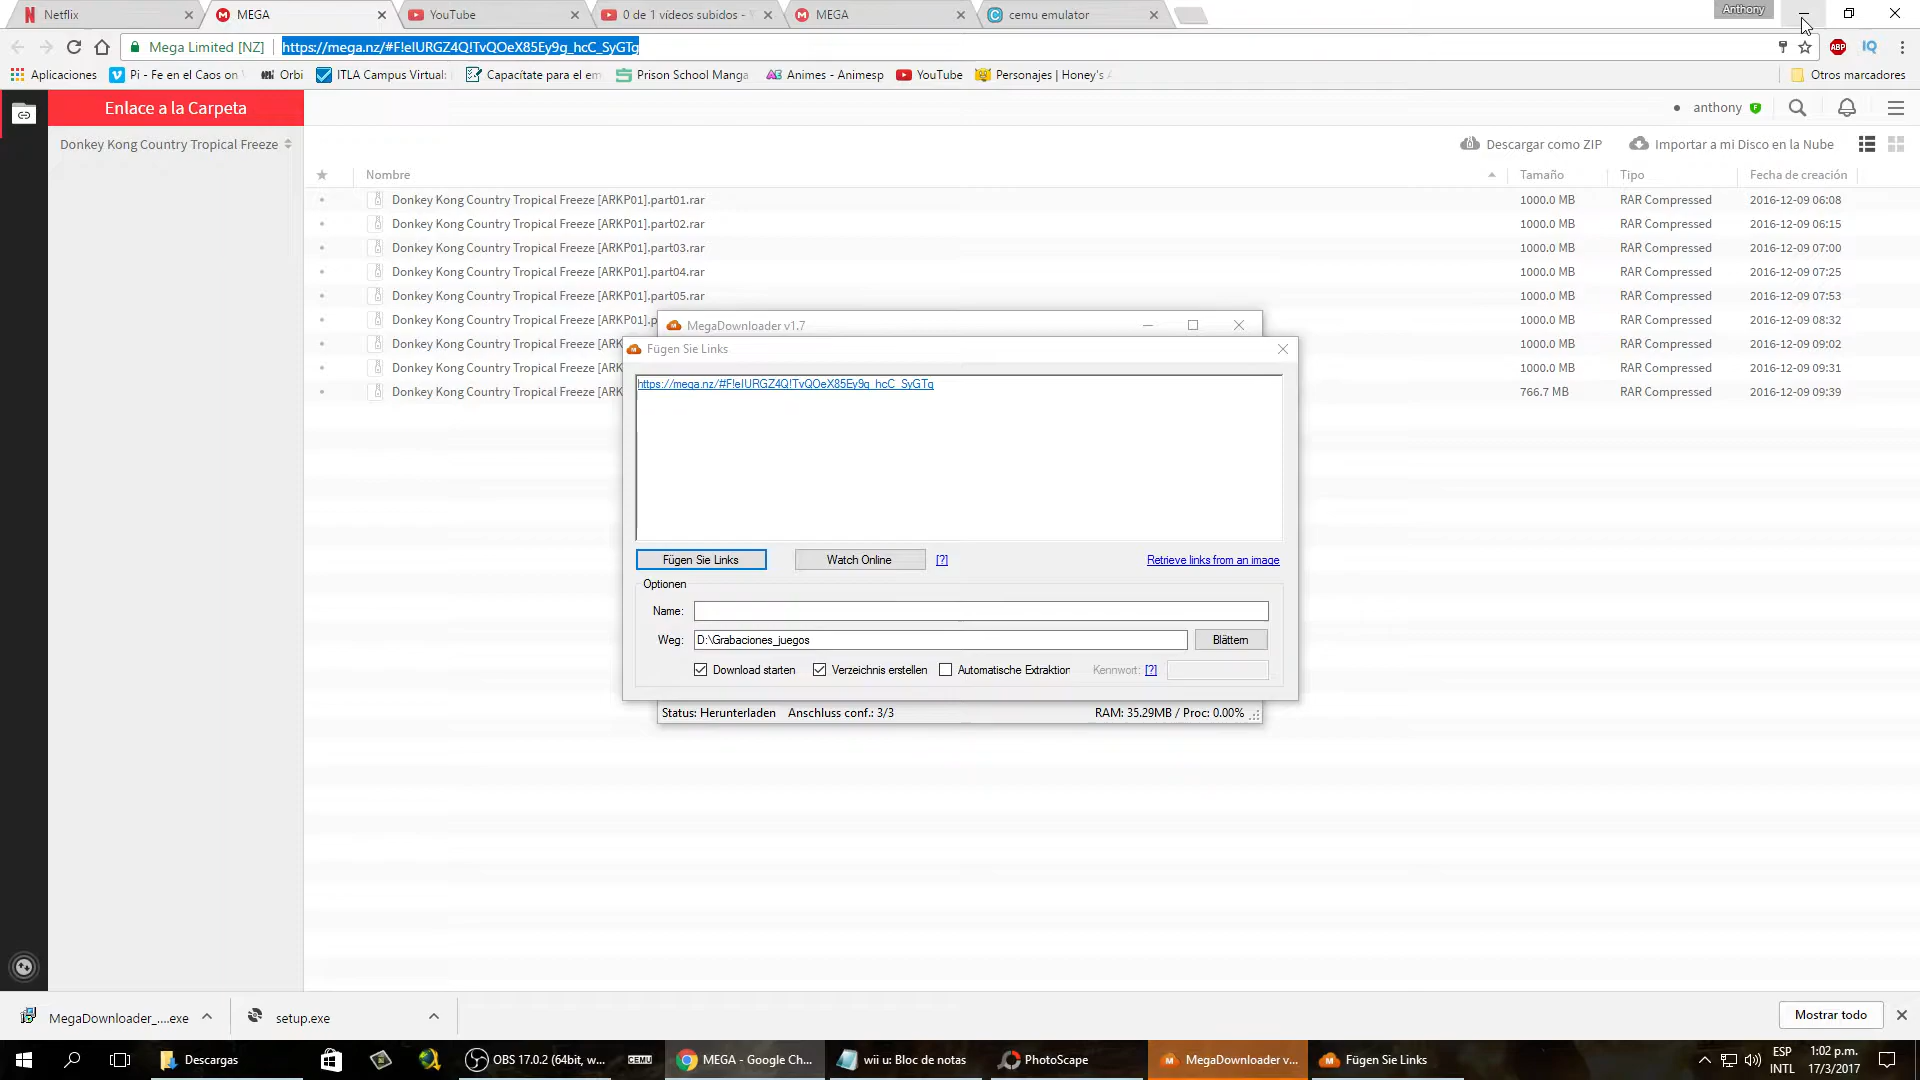 Netflix
MEGA
YouTube
0 de 1 vídeos subidos -
MEGA
cemu emulator
Anthony
Mega Limited [NZ]
https://mega.nz/#F!eIURGZ4Q!TvQOeX85Ey9g_hcC_SyGTg
ABP
IQ
Aplicaciones
Pi - Fe en el Caos on
Orbi
ITLA Campus Virtual:
Capacítate para el em
Prison School Manga
Animes - Animesp
YouTube
Personajes | Honey's
Otros marcadores
Enlace a la Carpeta
anthony
Donkey Kong Country Tropical Freeze
Descargar como ZIP
Importar a mi Disco en la Nube
Nombre
Tamaño
Tipo
Fecha de creación
Donkey Kong Country Tropical Freeze [ARKP01].part01.rar 1000.0 MB RAR Compressed 2016-12-09 06:08
Donkey Kong Country Tropical Freeze [ARKP01].part02.rar 1000.0 MB RAR Compressed 2016-12-09 06:15
Donkey Kong Country Tropical Freeze [ARKP01].part03.rar 1000.0 MB RAR Compressed 2016-12-09 07:00
Donkey Kong Country Tropical Freeze [ARKP01].part04.rar 1000.0 MB RAR Compressed 2016-12-09 07:25
Donkey Kong Country Tropical Freeze [ARKP01].part05.rar 1000.0 MB RAR Compressed 2016-12-09 07:53
Donkey Kong Country Tropical Freeze [ARKP01].p 1000.0 MB RAR Compressed 2016-12-09 08:32
Donkey Kong Country Tropical Freeze [ARK 1000.0 MB RAR Compressed 2016-12-09 09:02
Donkey Kong Country Tropical Freeze [ARK 1000.0 MB RAR Compressed 2016-12-09 09:31
Donkey Kong Country Tropical Freeze [ARK 766.7 MB RAR Compressed 2016-12-09 09:39
MegaDownloader v1.7
Fügen Sie Links
https://mega.nz/#F!eIURGZ4Q!TvQOeX85Ey9g_hcC_SyGTg
Fügen Sie Links
Watch Online
[?]
Retrieve links from an image
Optionen
Name:
Weg:
D:\Grabaciones_juegos
Blättern
Download starten
Verzeichnis erstellen
Automatische Extraktion
Kennwort:
[?]
Status: Herunterladen
Anschluss conf.: 3/3
RAM: 35.29MB / Proc: 0.00%
MegaDownloader_....exe
setup.exe
Mostrar todo
Descargas
OBS 17.0.2 (64bit, w...
CEMU
MEGA - Google Ch...
wii u: Bloc de notas
PhotoScape
MegaDownloader v...
Fügen Sie Links
ESP
INTL
1:02 p.m.
17/3/2017